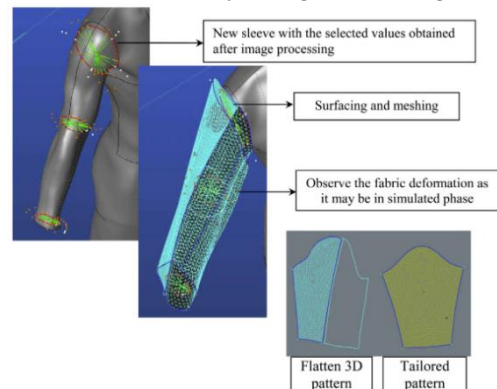 New sleeve with the selected values obtained
after image processing
Surfacing and meshing
Observe the fabric deformation as
it may be in simulated phase
Flatten 3D
pattern
Tailored
pattern